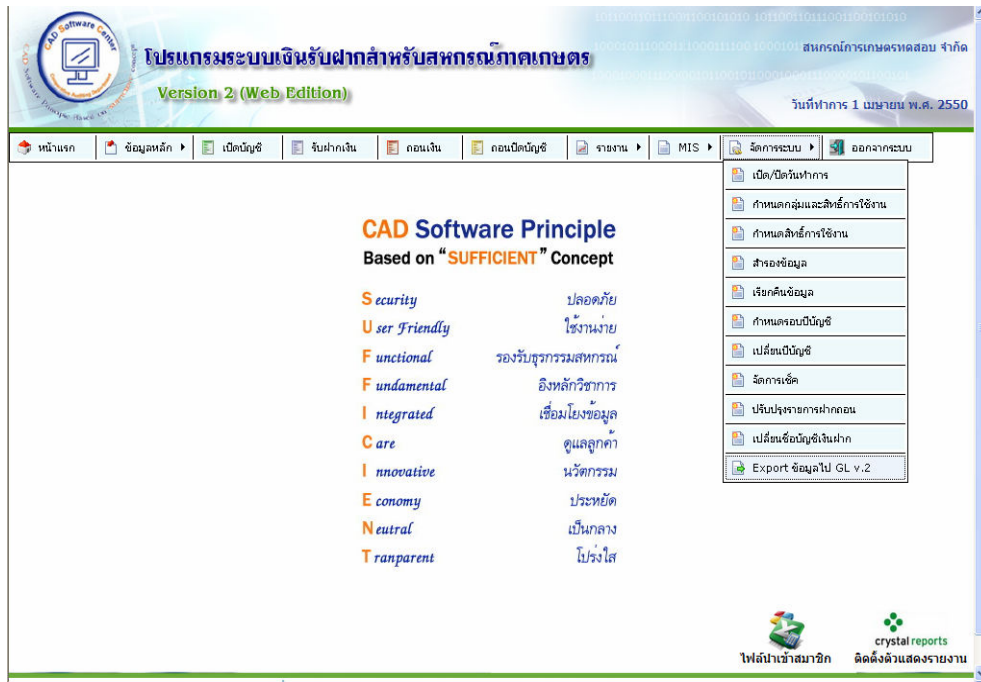 CAD Software Center
โปรแกรมระบบเงินรับฝากสำหรับสหกรณ์ภาคเกษตร
Version 2 (Web Edition)
สหกรณ์การเกษตรทดสอบ จำกัด
วันที่ทำการ 1 เมษายน พ.ศ. 2550
หน้าแรก ข้อมูลหลัก เปิดบัญชี รับฝากเงิน ถอนเงิน ถอนปิดบัญชี รายงาน MIS จัดการระบบ ออกจากระบบ
เปิด/ปิดวันทำการ
กำหนดกลุ่มและสิทธิ์การใช้งาน
กำหนดสิทธิ์การใช้งาน
สำรองข้อมูล
เรียกคืนข้อมูล
กำหนดรอบปีบัญชี
เปลี่ยนปีบัญชี
จัดการเช็ค
ปรับปรุงรายการฝากถอน
เปลี่ยนชื่อบัญชีเงินฝาก
Export ข้อมูลไป GL v.2
CAD Software Principle
Based on “SUFFICIENT” Concept
Security ปลอดภัย
User Friendly ใช้งานง่าย
Functional รองรับธุรกรรมสหกรณ์
Fundamental อิงหลักวิชาการ
Integrated เชื่อมโยงข้อมูล
Care ดูแลลูกค้า
Innovative นวัตกรรม
Economy ประหยัด
Neutral เป็นกลาง
Tranparent โปร่งใส
crystal reports
ไฟล์นำเข้าสมาชิก ติดตั้งตัวแสดงรายงาน